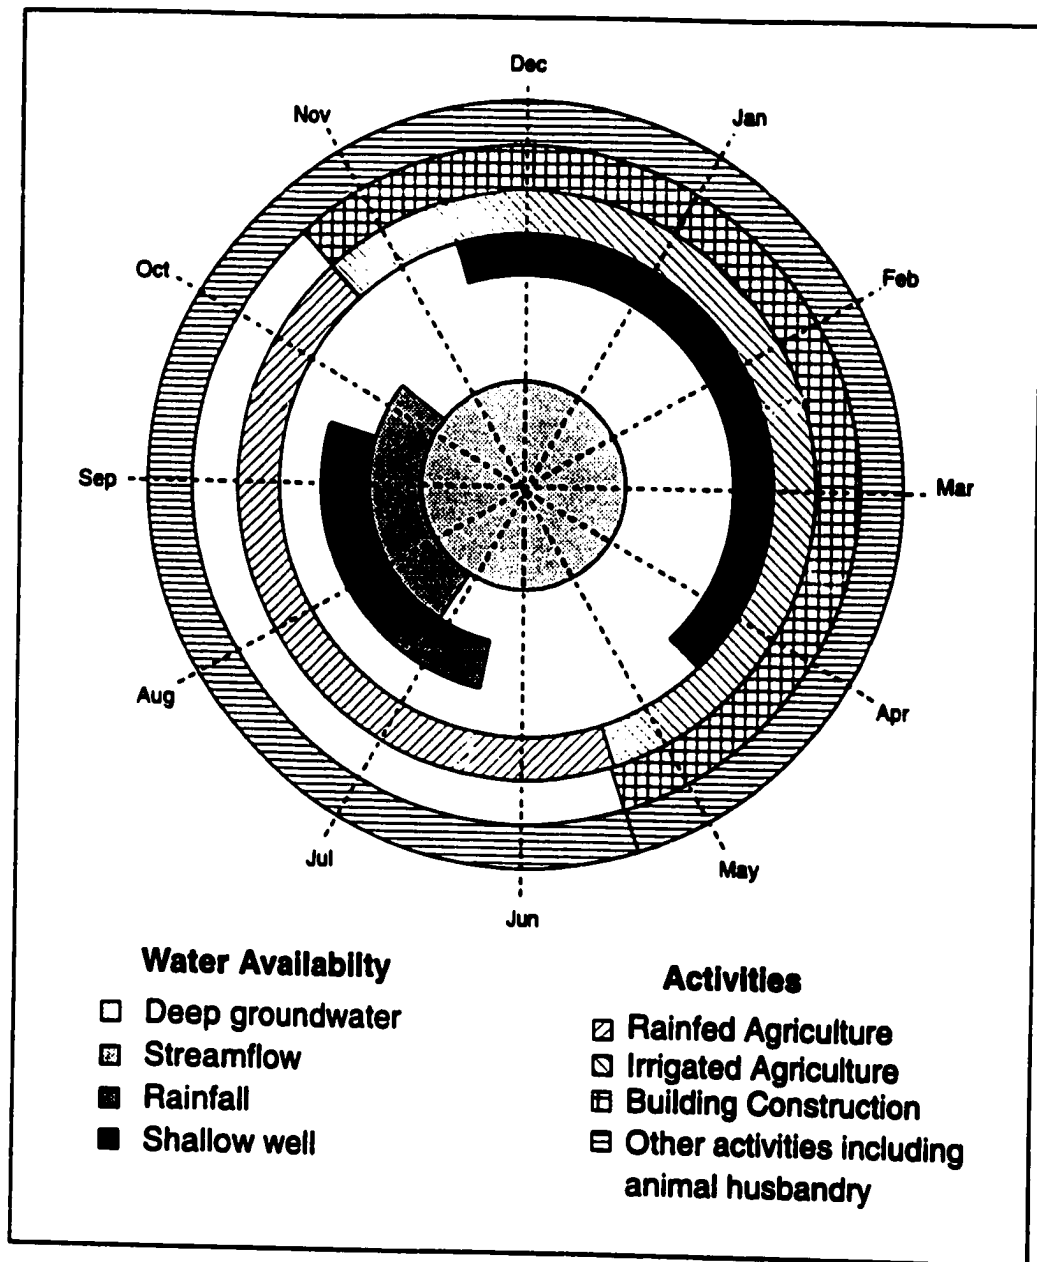 Dec
Nov
Jan
Oct
Feb
Sep
Mar
Aug
Apr
Jul
May
Jun
Water Availabilty
Deep groundwater
Streamflow
Rainfall
Shallow well
Activities
Rainfed Agriculture
Irrigated Agriculture
Building Construction
Other activities including
animal husbandry